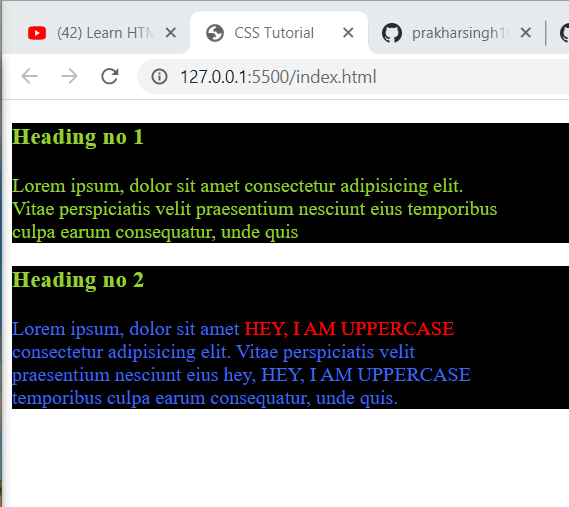 (42) Learn HTM
CSS Tutorial
prakharsingh1
127.0.0.1:5500/index.html
Heading no 1
Lorem ipsum, dolor sit amet consectetur adipisicing elit.
Vitae perspiciatis velit praesentium nesciunt eius temporibus
culpa earum consequatur, unde quis
Heading no 2
Lorem ipsum, dolor sit amet HEY, I AM UPPERCASE
consectetur adipisicing elit. Vitae perspiciatis velit
praesentium nesciunt eius hey, HEY, I AM UPPERCASE
temporibus culpa earum consequatur, unde quis.